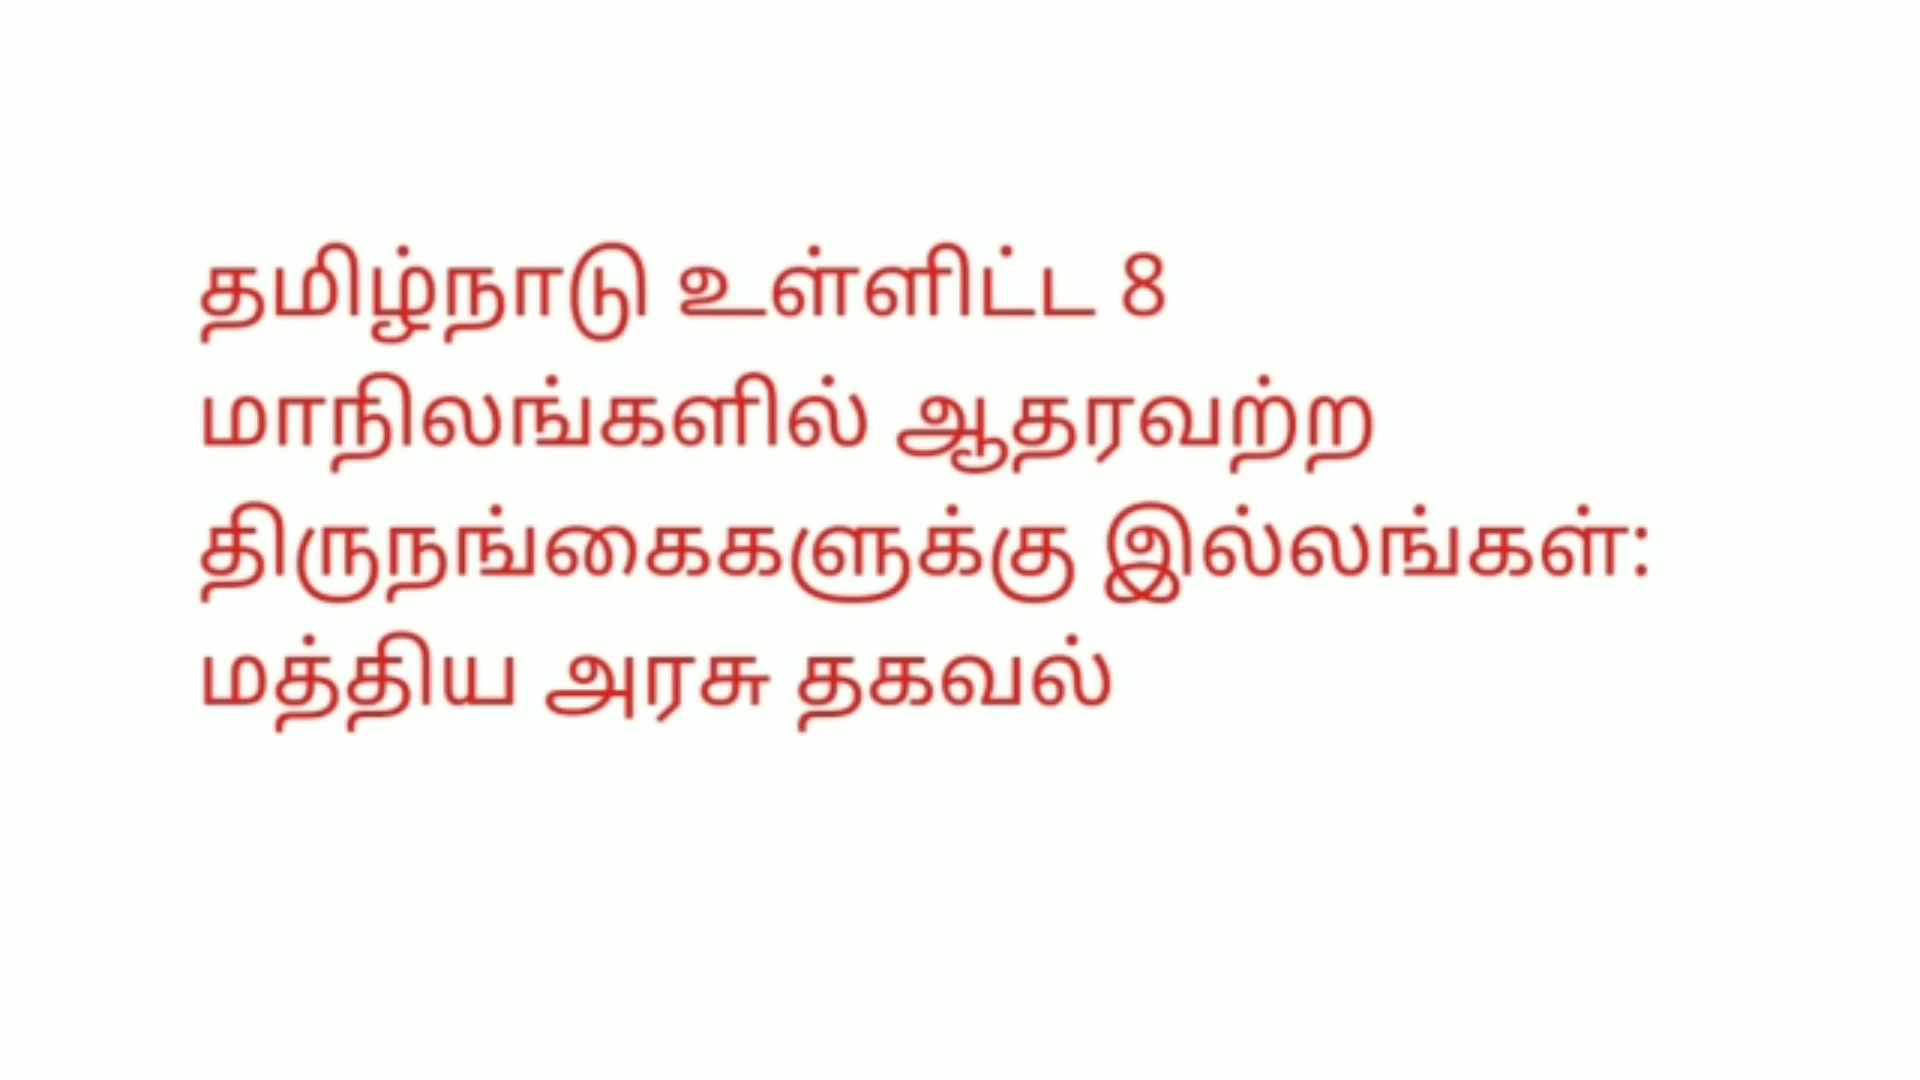 தமிழ்நாடு உள்ளிட்ட 8
மாநிலங்களில் ஆதரவற்ற
திருநங்கைகளுக்கு இல்லங்கள்:
மத்திய அரசு தகவல்